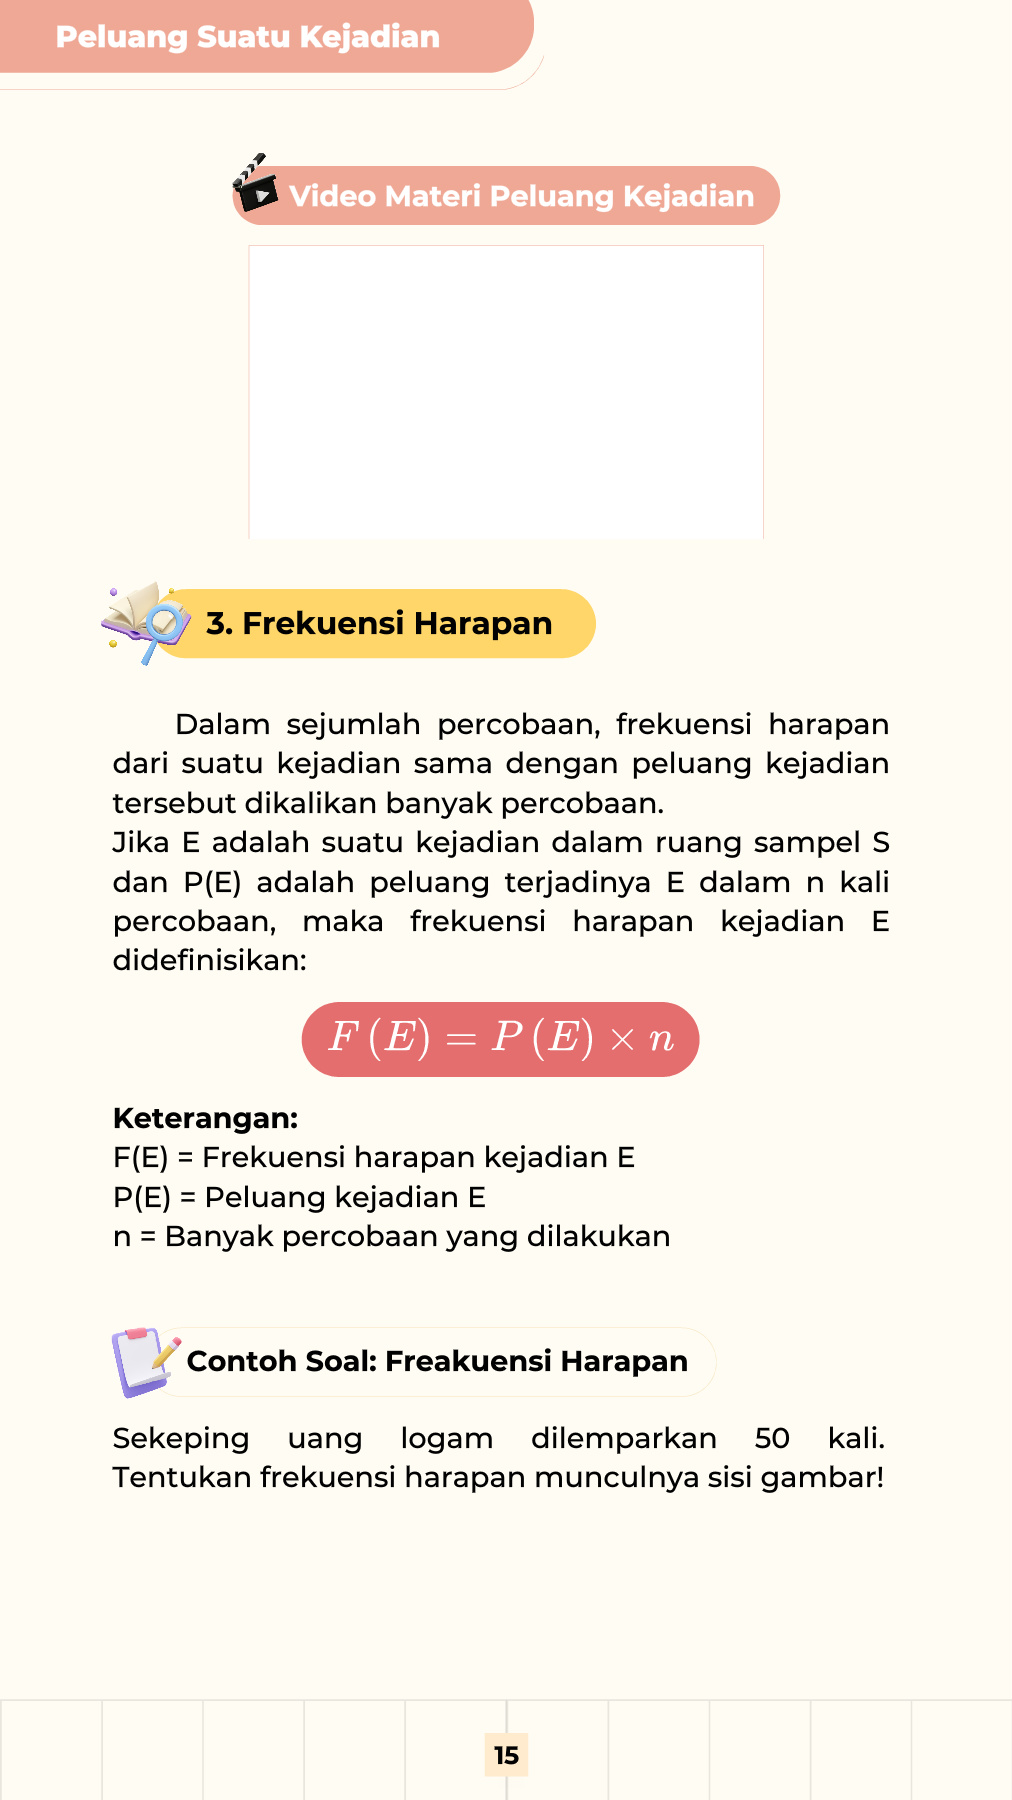 Peluang Suatu Kejadian
Video Materi Peluang Kejadian
3. Frekuensi Harapan
Dalam sejumlah percobaan, frekuensi harapan
dari suatu kejadian sama dengan peluang kejadian
tersebut dikalikan banyak percobaan.
Jika E adalah suatu kejadian dalam ruang sampel S
dan P(E) adalah peluang terjadinya E dalam n kali
percobaan, maka frekuensi harapan kejadian E
didefinisikan:
F (E) = P (E) × n
Keterangan:
F(E) = Frekuensi harapan kejadian E
P(E) = Peluang kejadian E
n = Banyak percobaan yang dilakukan
Contoh Soal: Freakuensi Harapan
Sekeping uang logam dilemparkan 50 kali.
Tentukan frekuensi harapan munculnya sisi gambar!
15